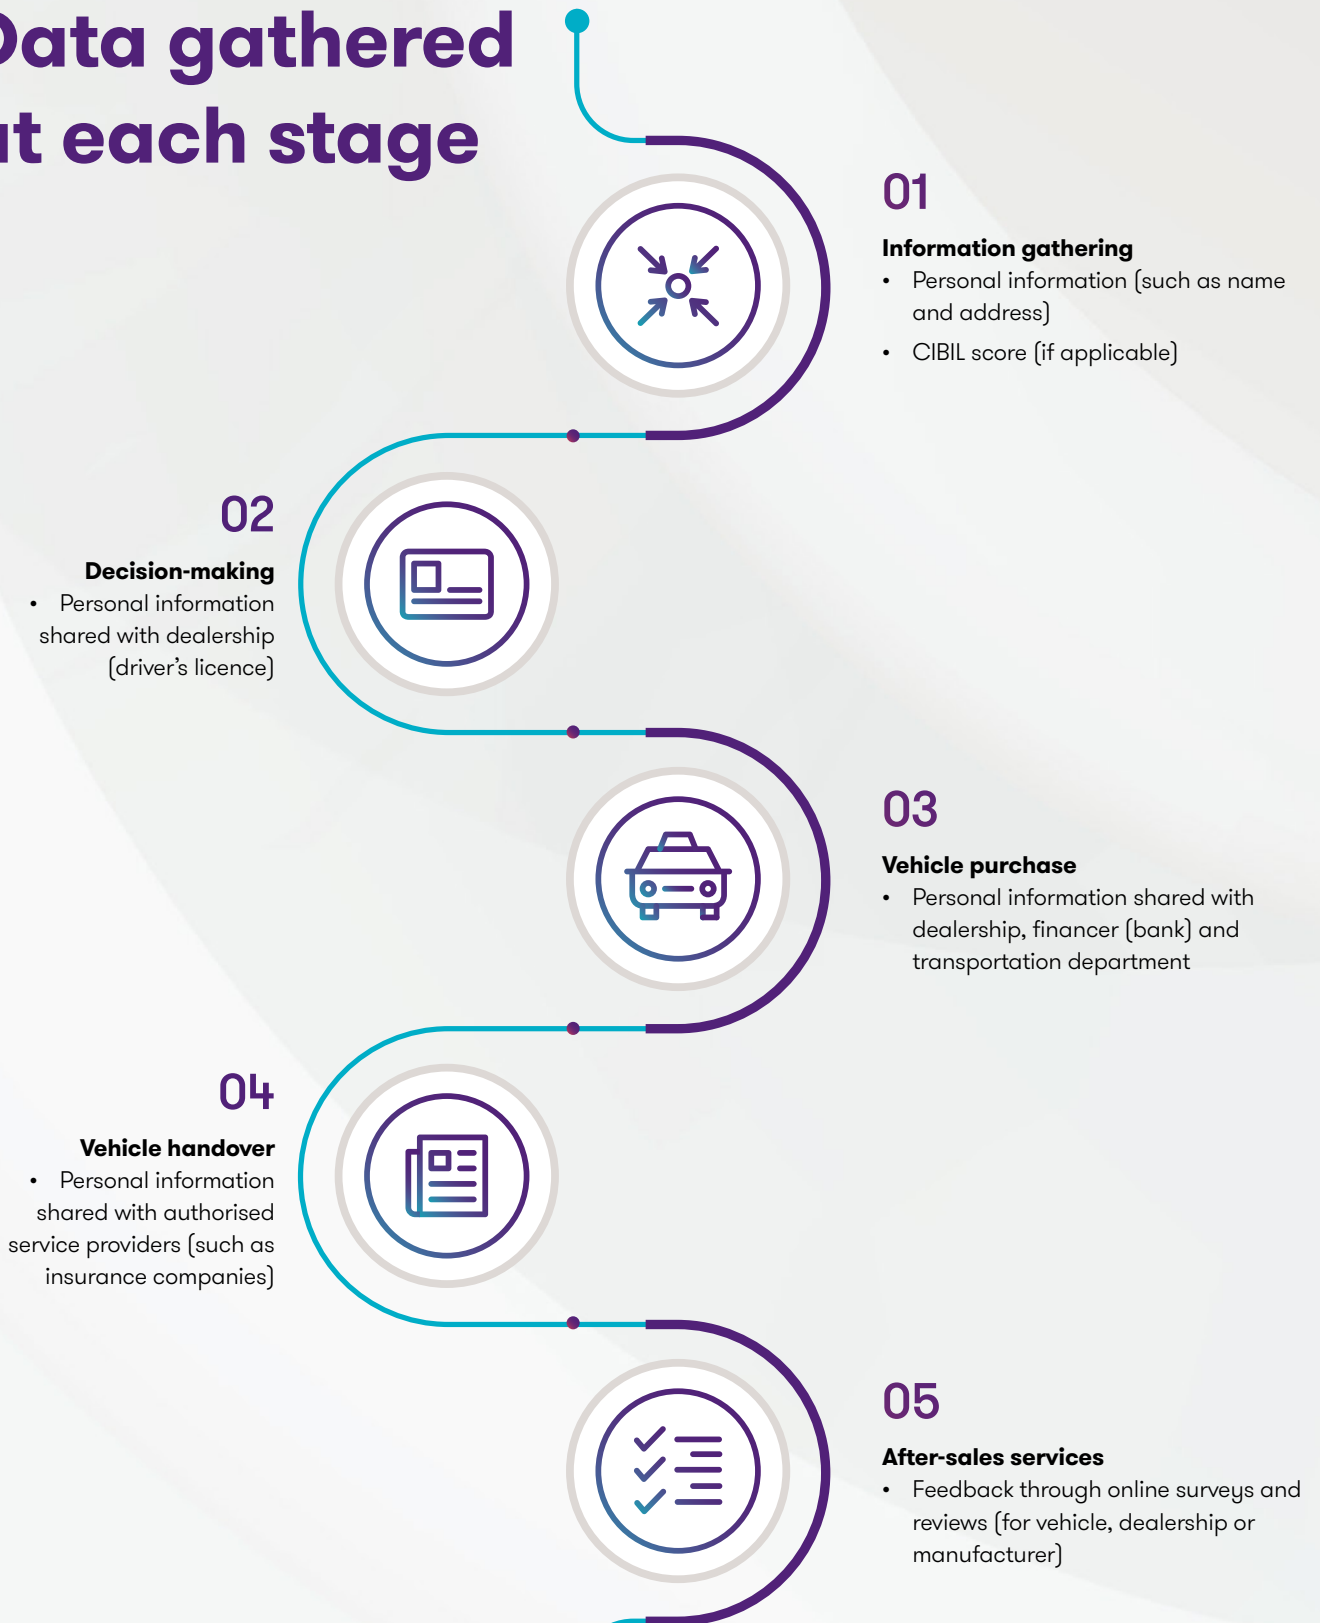 Data gathered
at each stage
01
Information gathering
• Personal information (such as name
and address)
• CIBIL score (if applicable)
02
Decision-making
• Personal information
shared with dealership
(driver’s licence)
03
Vehicle purchase
• Personal information shared with
dealership, financer (bank) and
transportation department
04
Vehicle handover
• Personal information
shared with authorised
service providers (such as
insurance companies)
05
After-sales services
• Feedback through online surveys and
reviews (for vehicle, dealership or
manufacturer)